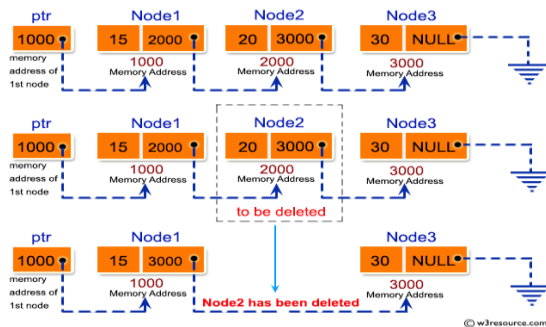 ptr Node1 Node2 Node3
1000 15 2000 20 3000 30 NULL
memory address of 1st node
1000 Memory Address
2000 Memory Address
3000 Memory Address
ptr Node1 Node2 Node3
1000 15 2000 20 3000 30 NULL
memory address of 1st node
1000 Memory Address
2000 Memory Address
3000 Memory Address
to be deleted
ptr Node1 Node3
1000 15 3000 30 NULL
memory address of 1st node
1000 Memory Address
3000 Memory Address
Node2 has been deleted
© w3resource.com